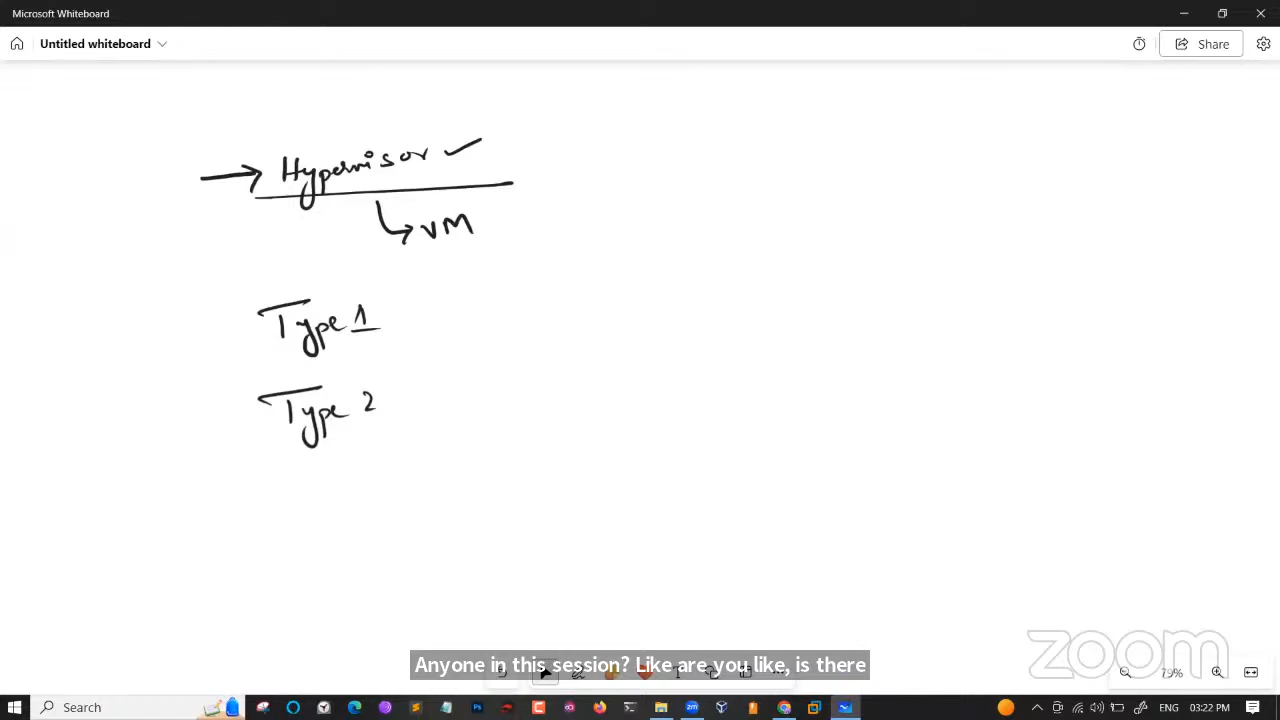 Microsoft Whiteboard
Untitled whiteboard
Share
→ Hypervisor ✓
↳ VM
Type 1
Type 2
zoom
Anyone in this session? Like are you like, is there
79%
Search
ENG
03:22 PM